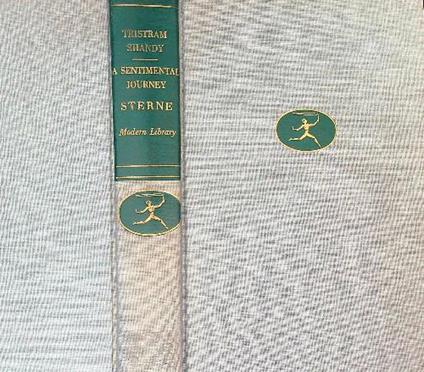 TRISTRAM
SHANDY
A SENTIMENTAL
JOURNEY
STERNE
Modern Library